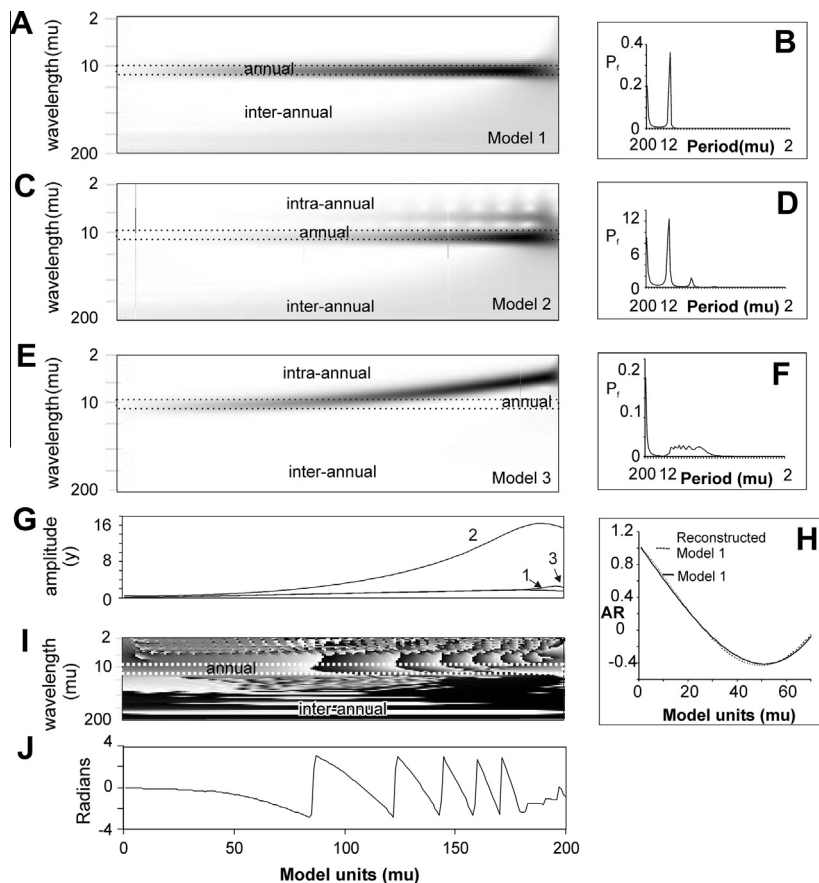 A
wavelength(mu)
2
10
200
annual
inter-annual
Model 1
B
P f
0.4
0.2
0
200 12 Period(mu) 2
C
wavelength(mu)
2
10
200
intra-annual
annual
inter-annual
Model 2
D
P f
12
6
0
200 12 Period (mu) 2
E
wavelength(mu)
2
10
200
intra-annual
annual
inter-annual
Model 3
F
P f
0.2
0.2
0
200 12 Period (mu) 2
G
amplitude
(y)
16
8
0
2
1
3
H
1.2
0.8
0.4
AR
0
-0.4
Reconstructed
Model 1
Model 1
0 20 40 60
Model units (mu)
I
wavelength
(mu)
2
10
200
annual
inter-annual
J
Radians
4
0
-4
0 50 100 150 200
Model units (mu)